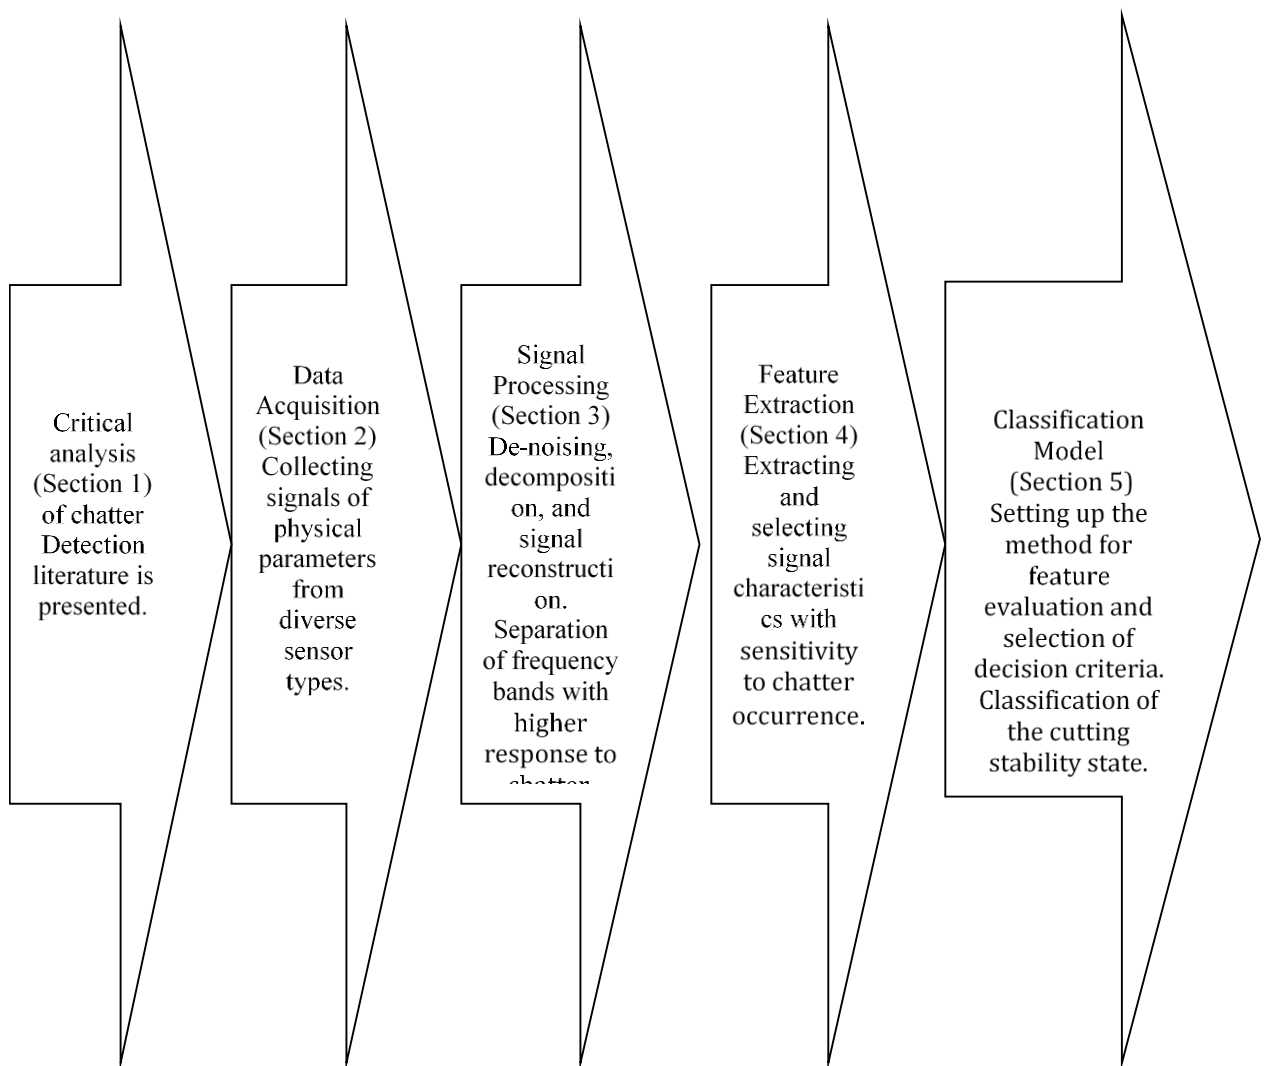 Critical
analysis
(Section 1)
of chatter
Detection
literature is
presented.
Data
Acquisition
(Section 2)
Collecting
signals of
physical
parameters
from
diverse
sensor
types.
Signal
Processing
(Section 3)
De-noising,
decompositi
on, and
signal
reconstructi
on.
Separation
of frequency
bands with
higher
response to
Feature
Extraction
(Section 4)
Extracting
and
selecting
signal
characteristi
cs with
sensitivity
to chatter
occurrence.
Classification
Model
(Section 5)
Setting up the
method for
feature
evaluation and
selection of
decision criteria.
Classification of
the cutting
stability state.